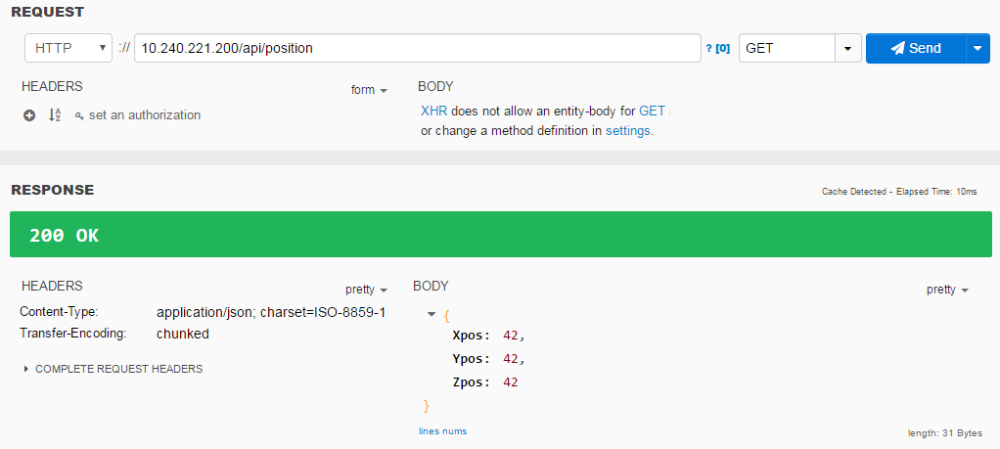 REQUEST
HTTP :// 10.240.221.200/api/position ? [0] GET Send
HEADERS form BODY
XHR does not allow an entity-body for GET
set an authorization
or change a method definition in settings.
RESPONSE
Cache Detected - Elapsed Time: 10ms
200 OK
HEADERS pretty BODY pretty
Content-Type: application/json; charset=ISO-8859-1
Transfer-Encoding: chunked
COMPLETE REQUEST HEADERS
{
Xpos: 42,
Ypos: 42,
Zpos: 42
}
lines nums
length: 31 Bytes